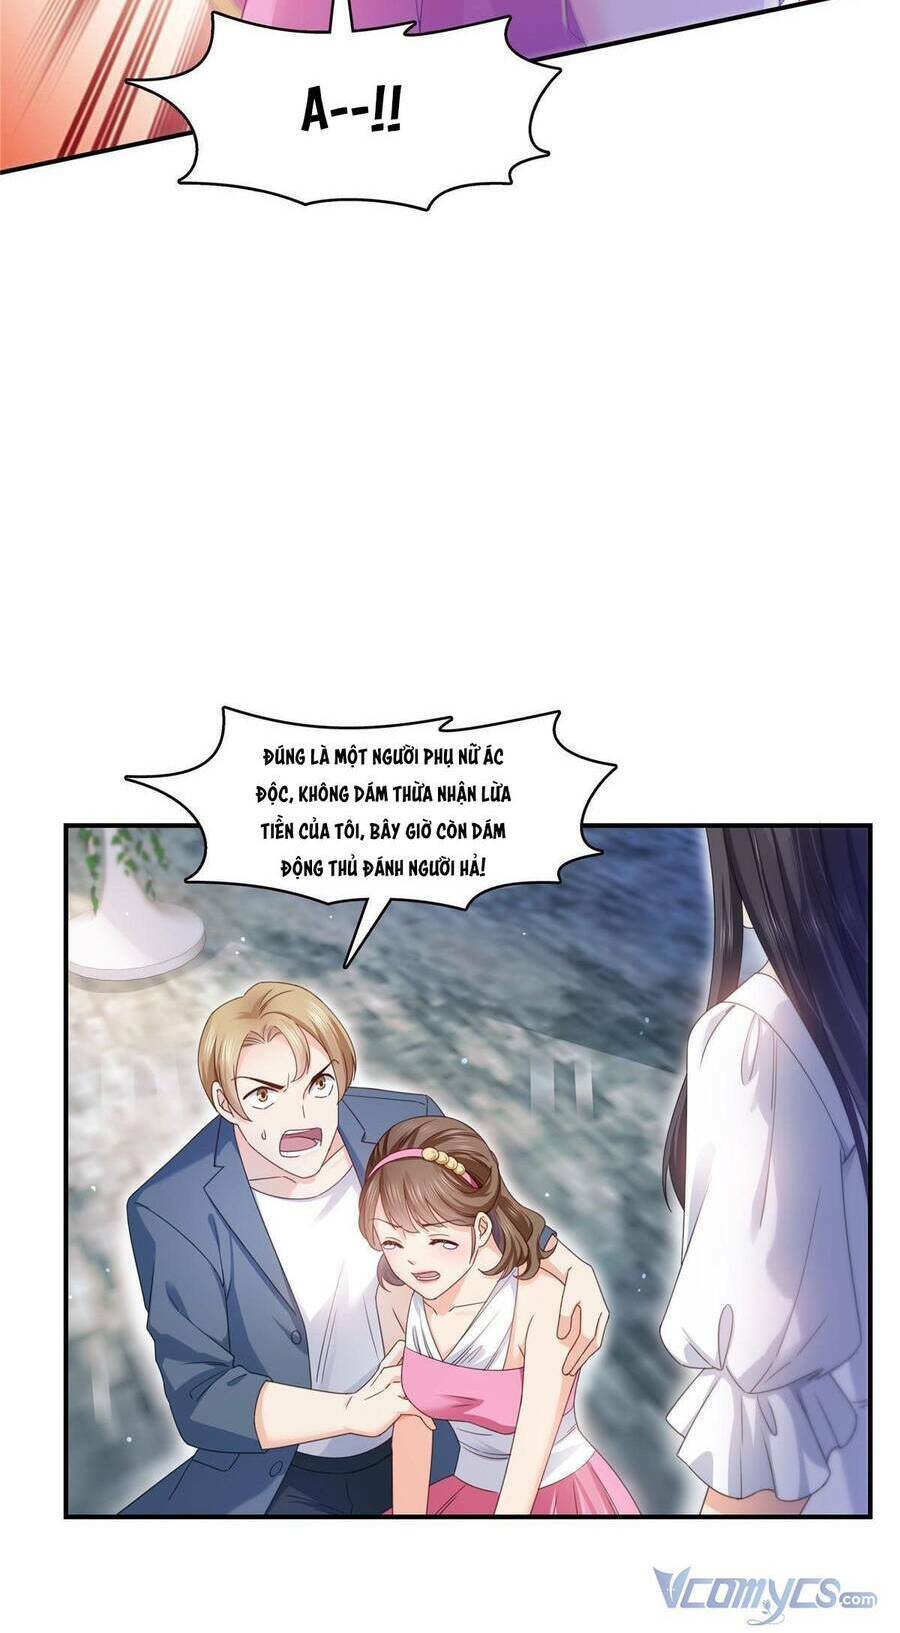 A--!!
ĐÚNG LÀ MỘT NGƯỜI PHỤ NỮ ÁC
ĐỘC, KHÔNG DÁM THỪA NHẬN LỪA
TIỀN CỦA TÔI, BÂY GIỜ CÒN DÁM
ĐỘNG THỦ ĐÁNH NGƯỜI HẢ!
VCOMYCS.com